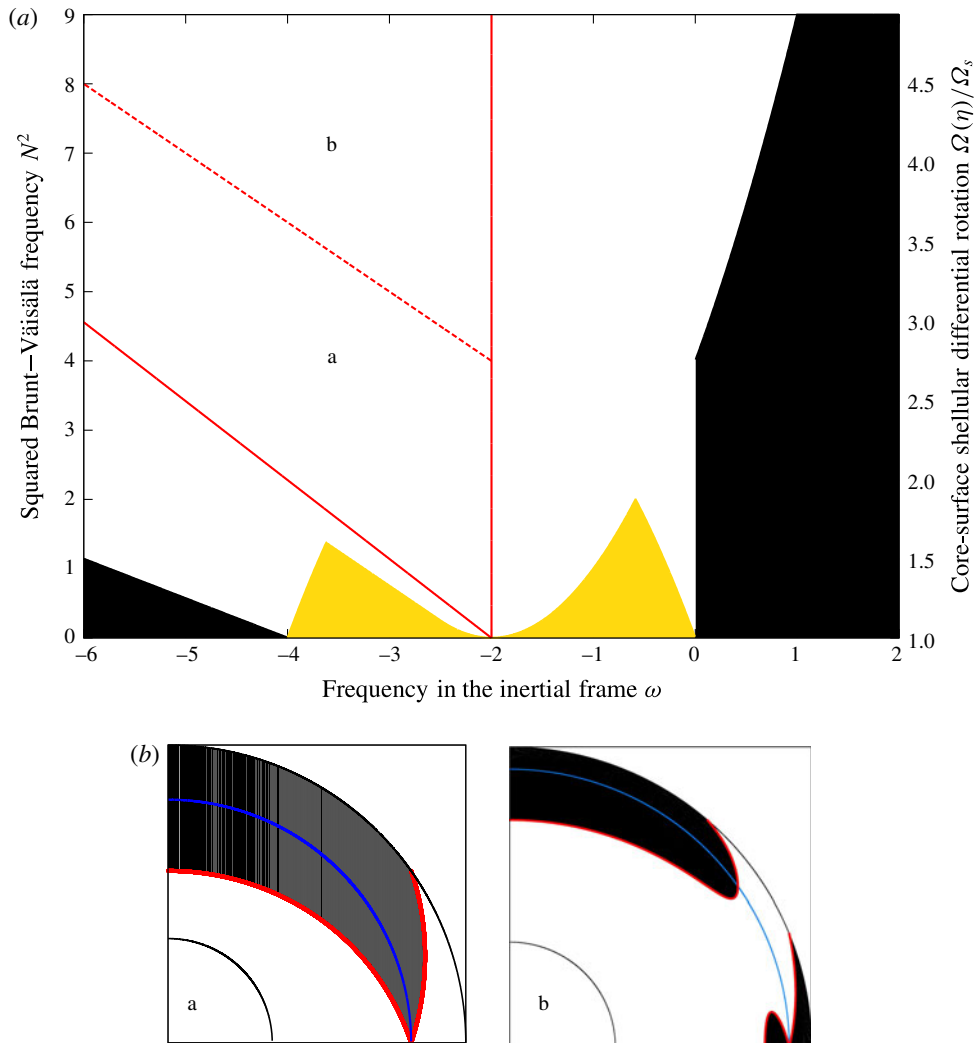 (a)
9
8
7
6
5
4
3
2
1
0
Squared Brunt–Väisälä frequency N²
b
a
4.5
4.0
3.5
3.0
2.5
2.0
1.5
1.0
Core-surface shellular differential rotation Ω(η)/Ωs
−6 −5 −4 −3 −2 −1 0 1 2
Frequency in the inertial frame ω
(b)
a
b